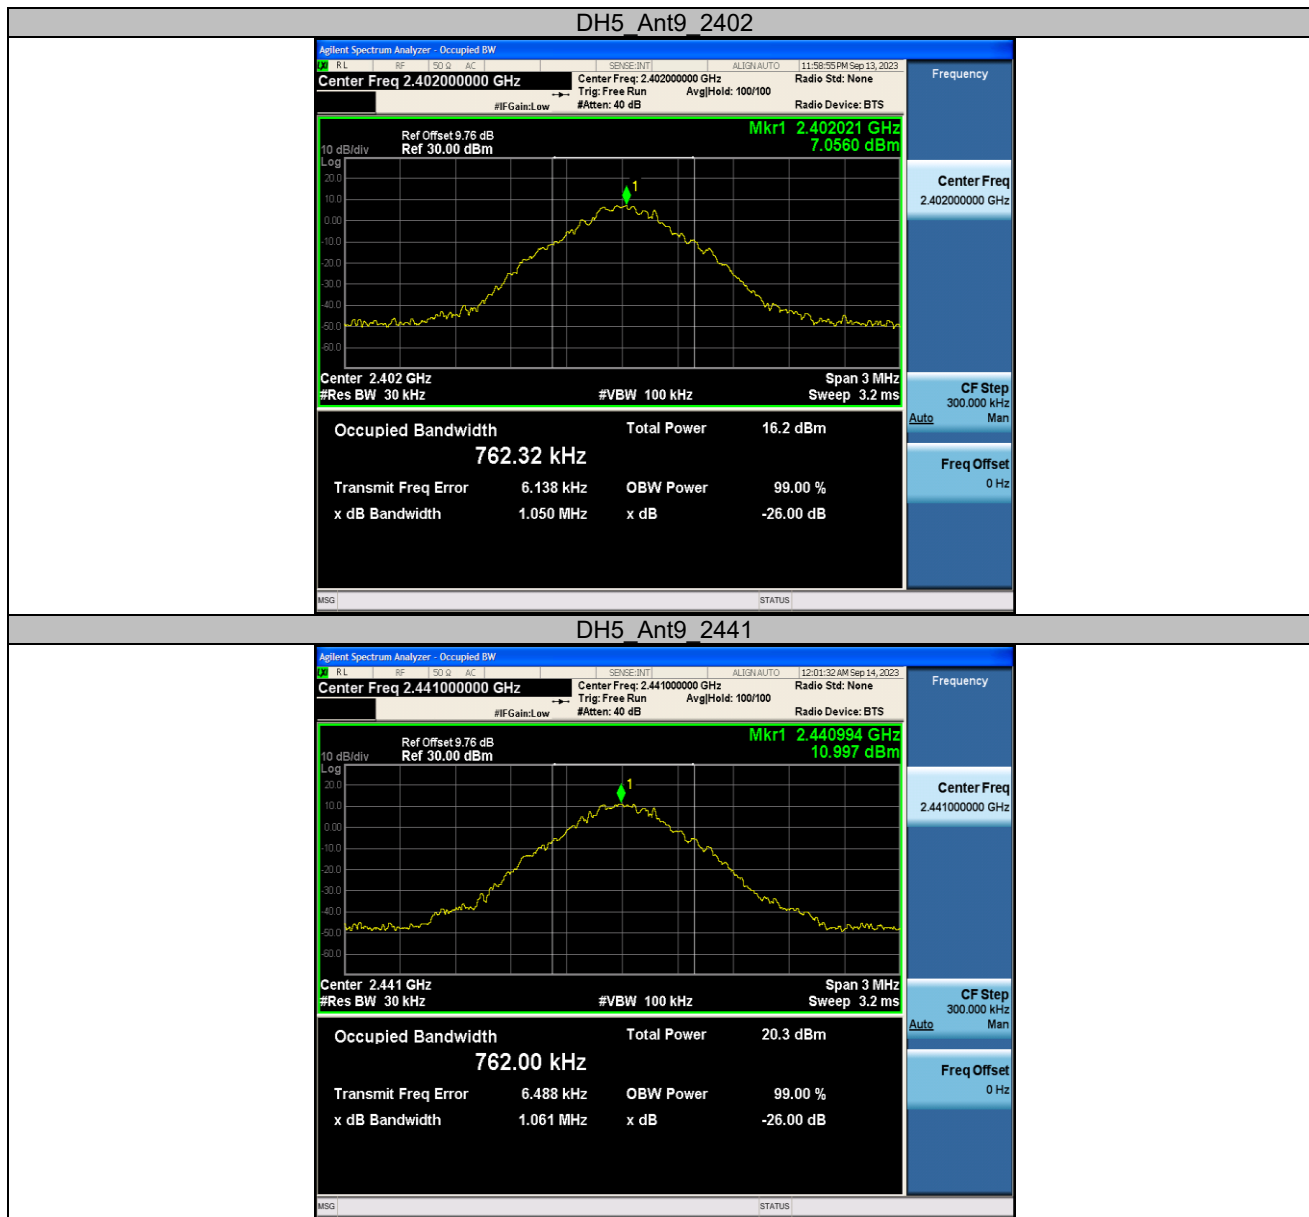 DH5_Ant9_2402
Agilent Spectrum Analyzer - Occupied BW
RL RF 50 Ω AC SENSE:INT ALIGNAUTO 11:58:55 PM Sep 13, 2023
Center Freq 2.402000000 GHz
Center Freq: 2.402000000 GHz Radio Std: None
Trig: Free Run Avg|Hold: 100/100
#IFGain:Low #Atten: 40 dB Radio Device: BTS
Frequency
Mkr1 2.402021 GHz
7.0560 dBm
Ref Offset 9.76 dB
10 dB/div Ref 30.00 dBm
Log
20.0
10.0
0.00
-10.0
-20.0
-30.0
-40.0
-50.0
-60.0
1
Center 2.402 GHz Span 3 MHz
#Res BW 30 kHz #VBW 100 kHz Sweep 3.2 ms
Occupied Bandwidth Total Power 16.2 dBm
762.32 kHz
Transmit Freq Error 6.138 kHz OBW Power 99.00 %
x dB Bandwidth 1.050 MHz x dB -26.00 dB
Center Freq
2.402000000 GHz
CF Step
300.000 kHz
Auto Man
Freq Offset
0 Hz
MSG STATUS
DH5_Ant9_2441
Agilent Spectrum Analyzer - Occupied BW
RL RF 50 Ω AC SENSE:INT ALIGNAUTO 12:01:32 AM Sep 14, 2023
Center Freq 2.441000000 GHz
Center Freq: 2.441000000 GHz Radio Std: None
Trig: Free Run Avg|Hold: 100/100
#IFGain:Low #Atten: 40 dB Radio Device: BTS
Frequency
Mkr1 2.440994 GHz
10.997 dBm
Ref Offset 9.76 dB
10 dB/div Ref 30.00 dBm
Log
20.0
10.0
0.00
-10.0
-20.0
-30.0
-40.0
-50.0
-60.0
1
Center 2.441 GHz Span 3 MHz
#Res BW 30 kHz #VBW 100 kHz Sweep 3.2 ms
Occupied Bandwidth Total Power 20.3 dBm
762.00 kHz
Transmit Freq Error 6.488 kHz OBW Power 99.00 %
x dB Bandwidth 1.061 MHz x dB -26.00 dB
Center Freq
2.441000000 GHz
CF Step
300.000 kHz
Auto Man
Freq Offset
0 Hz
MSG STATUS